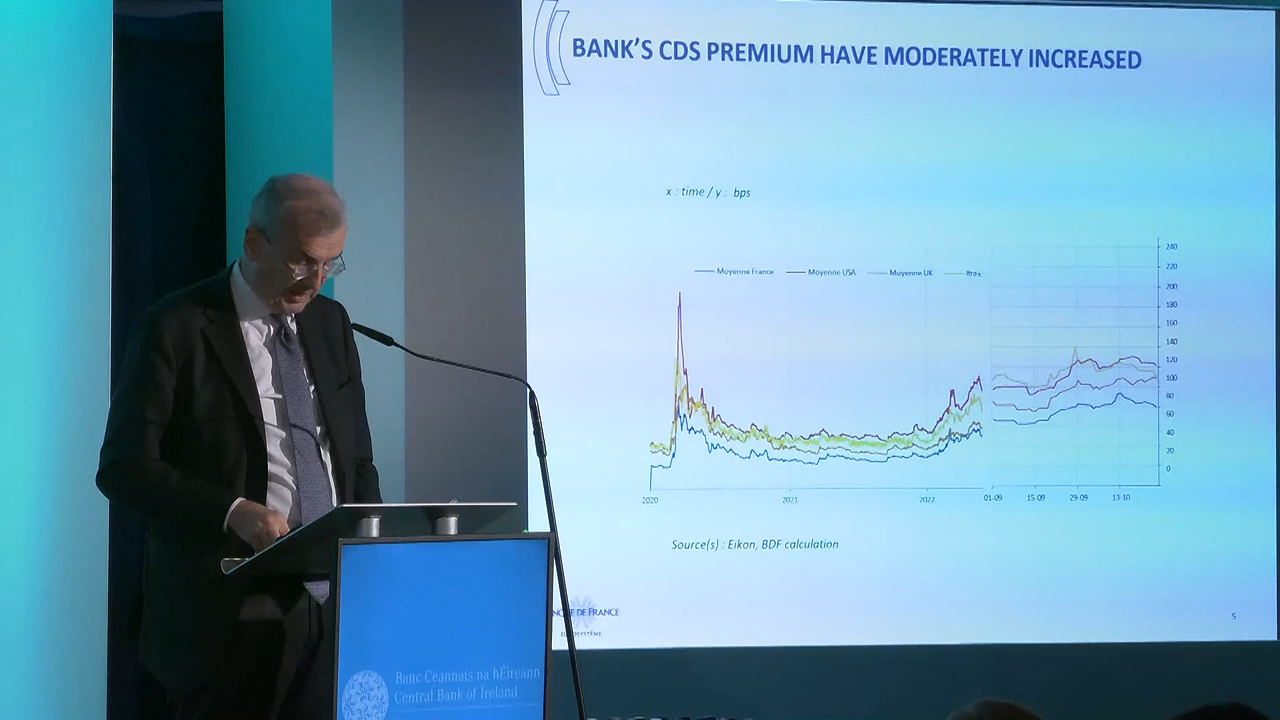 BANK'S CDS PREMIUM HAVE MODERATELY INCREASED
x : time / y : bps
Moyenne France
Moyenne USA
Moyenne UK
Itrax
240
220
200
180
160
140
120
100
80
60
40
20
0
2020
2021
2022
01-09
15-09
29-09
13-10
Source(s) : Eikon, BDF calculation
DE FRANCE
5
Banc Ceannais na hÉireann
Central Bank of Ireland